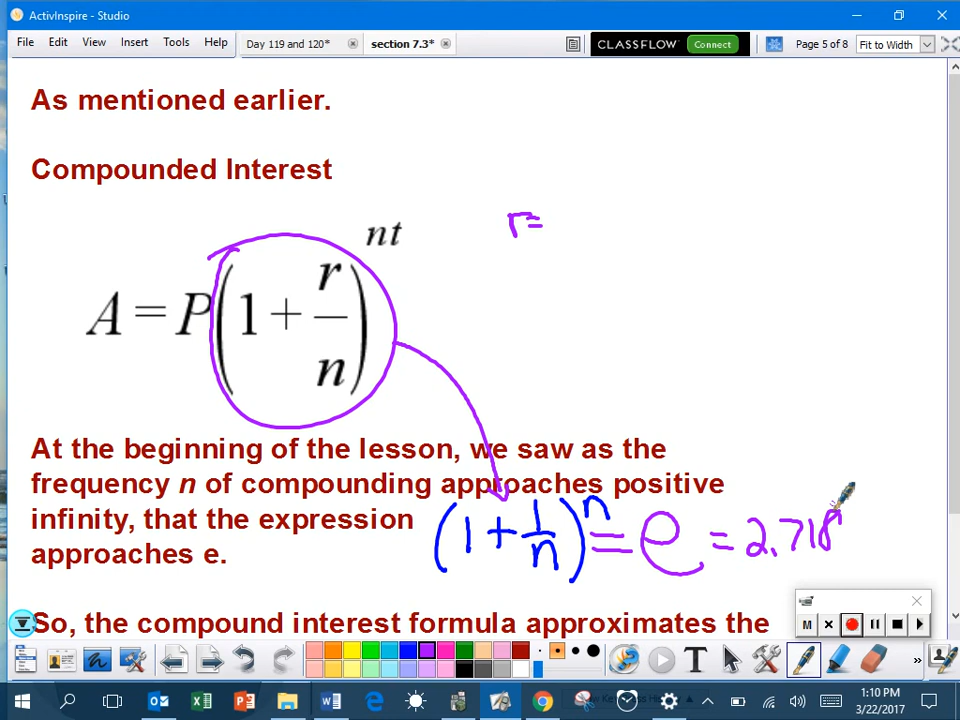 ActivInspire - Studio
File Edit View Insert Tools Help Day 119 and 120* section 7.3* CLASSFLOW Connect Page 5 of 8 Fit to Width
As mentioned earlier.
Compounded Interest
r=
A = P(1 + r/n)^nt
At the beginning of the lesson, we saw as the
frequency n of compounding approaches positive
infinity, that the expression (1 + 1/n)^n = e = 2.718
approaches e.
So, the compound interest formula approximates the
M
T
1:10 PM
3/22/2017